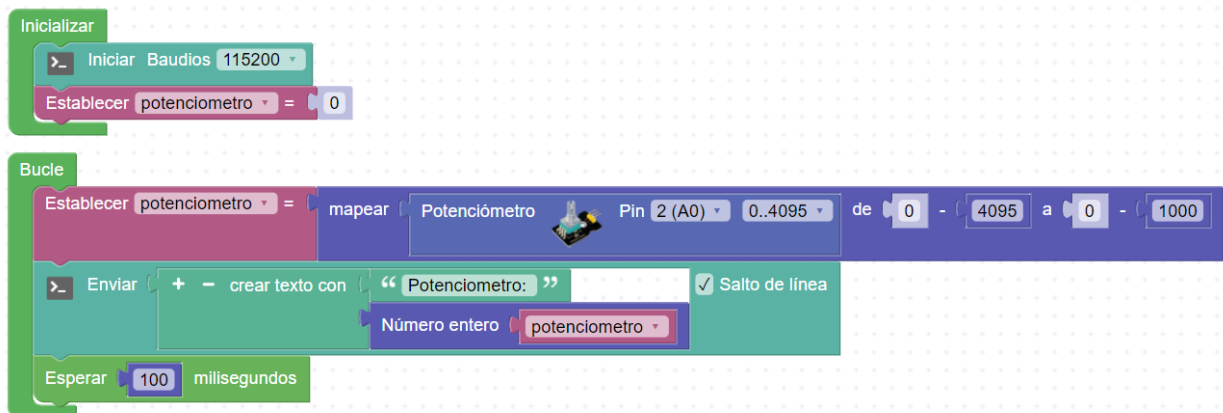 Inicializar
>_ Iniciar Baudios 115200
Establecer potenciometro = 0
Bucle
Establecer potenciometro = mapear Potenciómetro Pin 2 (A0) 0..4095 de 0 - 4095 a 0 - 1000
>_ Enviar + - crear texto con “ Potenciometro: ” ✓ Salto de línea
Número entero potenciometro
Esperar 100 milisegundos